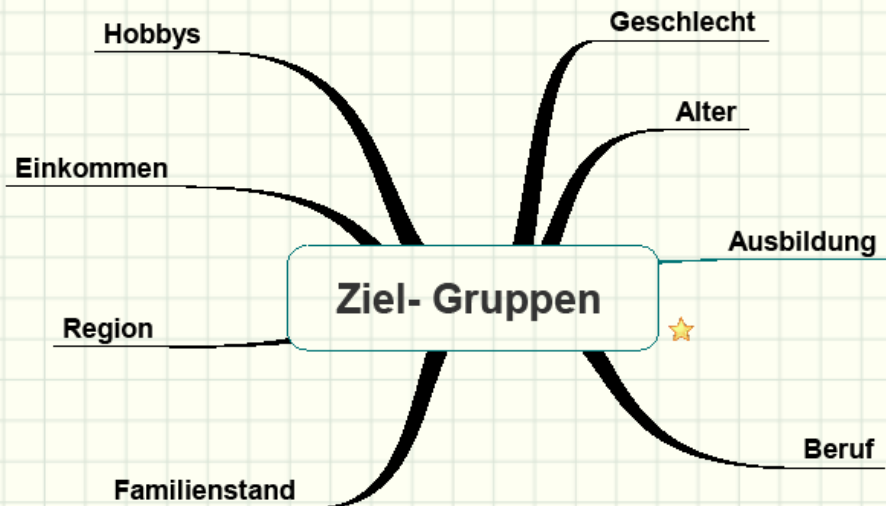 Hobbys
Geschlecht
Alter
Einkommen
Ausbildung
Ziel- Gruppen
Region
Beruf
Familienstand